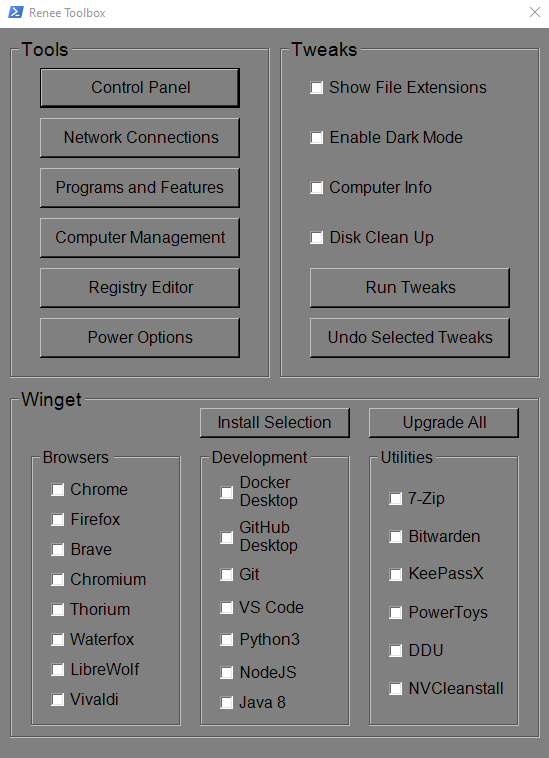 Renee Toolbox
Tools
Control Panel
Network Connections
Programs and Features
Computer Management
Registry Editor
Power Options
Tweaks
Show File Extensions
Enable Dark Mode
Computer Info
Disk Clean Up
Run Tweaks
Undo Selected Tweaks
Winget
Install Selection
Upgrade All
Browsers
Chrome
Firefox
Brave
Chromium
Thorium
Waterfox
LibreWolf
Vivaldi
Development
Docker
Desktop
GitHub
Desktop
Git
VS Code
Python3
NodeJS
Java 8
Utilities
7-Zip
Bitwarden
KeePassX
PowerToys
DDU
NVCleanstall